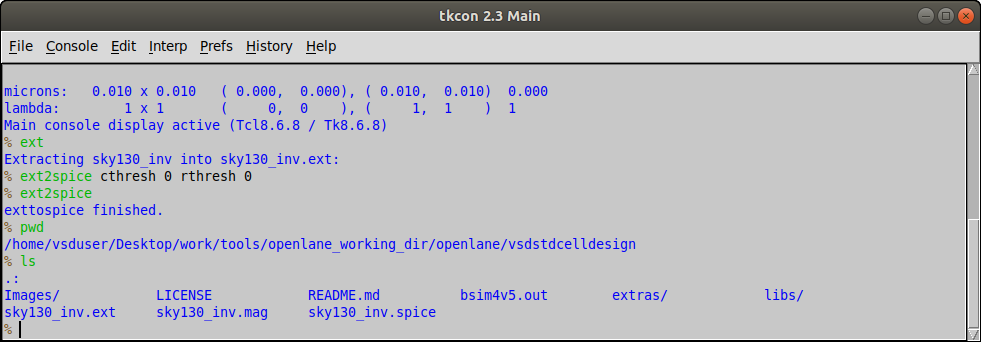 tkcon 2.3 Main
File Console Edit Interp Prefs History Help
microns:   0.010 x 0.010   ( 0.000,  0.000), ( 0.010,  0.010)  0.000
lambda:        1 x 1       (     0,  0    ), (     1,  1    )  1
Main console display active (Tcl8.6.8 / Tk8.6.8)
% ext
Extracting sky130_inv into sky130_inv.ext:
% ext2spice cthresh 0 rthresh 0
% ext2spice
exttospice finished.
% pwd
/home/vsduser/Desktop/work/tools/openlane_working_dir/openlane/vsdstdcelldesign
% ls
.:
Images/            LICENSE            README.md          bsim4v5.out        extras/            libs/
sky130_inv.ext     sky130_inv.mag     sky130_inv.spice
%